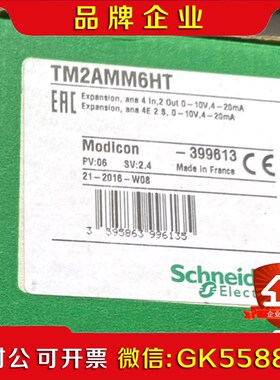 品 牌 企 业
TM2AMM6HT
EAC
Expansion, ana 4 In,2 Out 0-10V,4-20mA
Expansion, ana 4E 2 S, 0-10V,4-20mA
Modicon -399613
PV:06 SV:2.4 Made in France
21-2016-W08
3 595863 996135
Schneid
Elect
对公 可开票 微信:GK5588